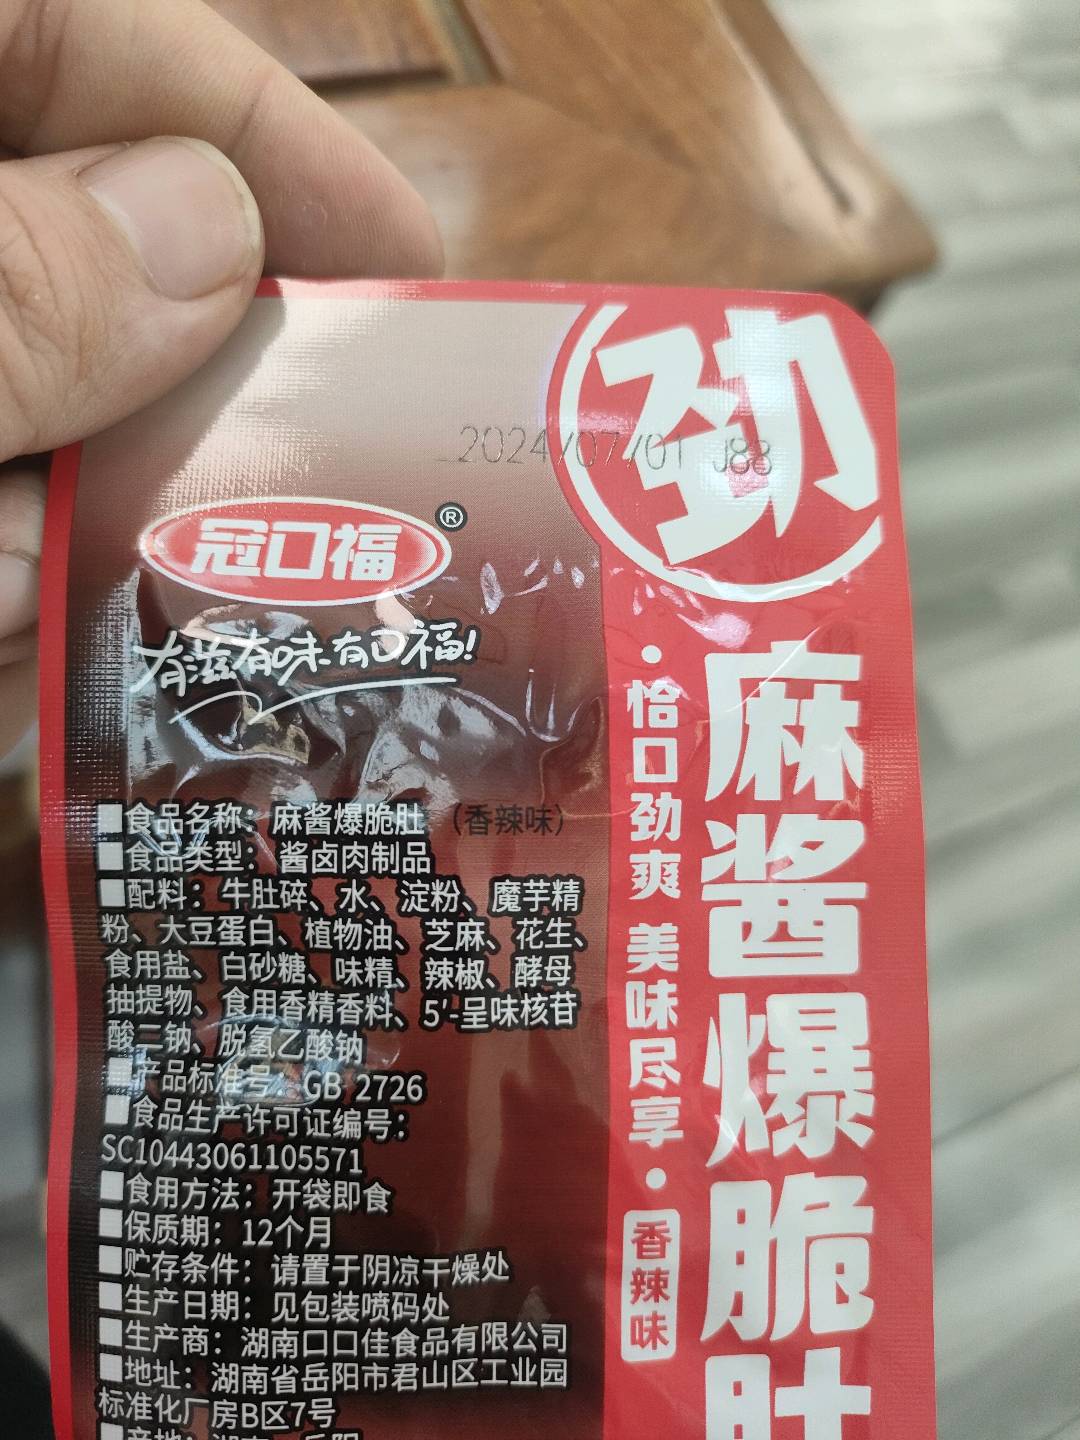 劲
2024/07/01 J88
冠口福®
有滋有味有口福!
·恰口劲爽 美味尽享·
香辣味
麻酱爆脆肚
■食品名称：麻酱爆脆肚（香辣味）
■食品类型：酱卤肉制品
■配料：牛肚碎、水、淀粉、魔芋精
粉、大豆蛋白、植物油、芝麻、花生、
食用盐、白砂糖、味精、辣椒、酵母
抽提物、食用香精香料、5'-呈味核苷
酸二钠、脱氢乙酸钠
■产品标准号：GB 2726
■食品生产许可证编号：
SC10443061105571
■食用方法：开袋即食
■保质期：12个月
■贮存条件：请置于阴凉干燥处
■生产日期：见包装喷码处
■生产商：湖南口口佳食品有限公司
■地址：湖南省岳阳市君山区工业园
标准化厂房B区7号
■产地：湖南 岳阳